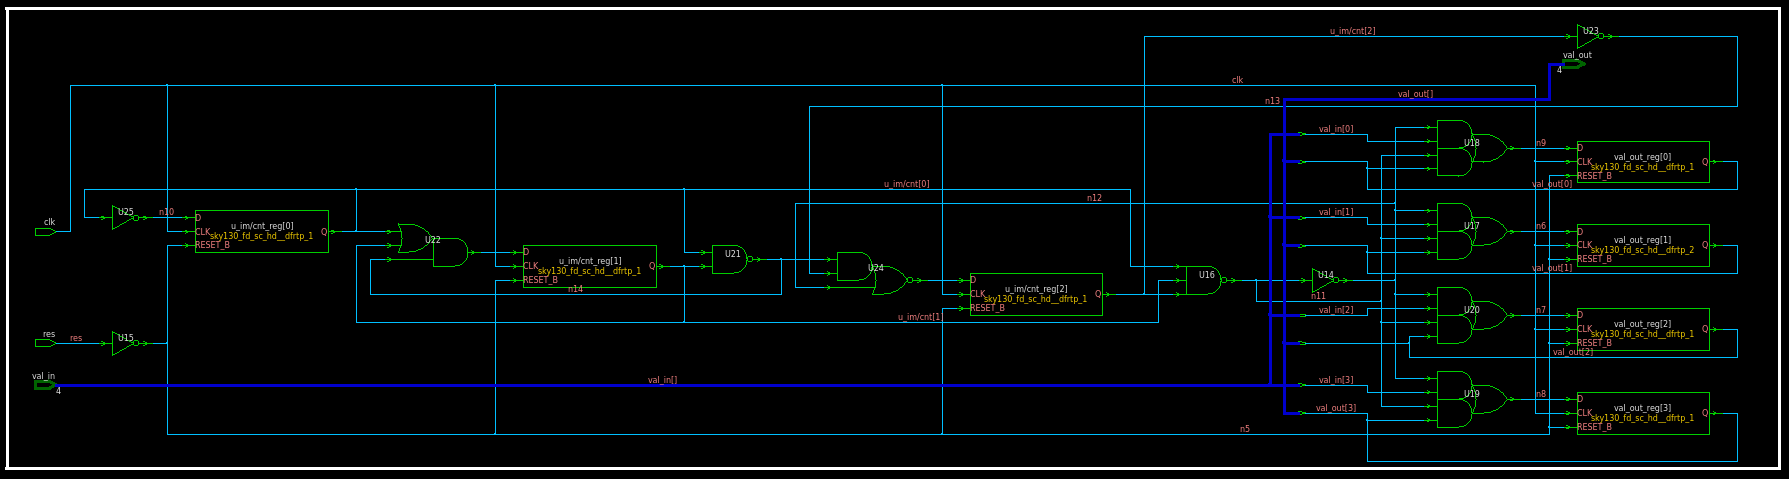 u_im/cnt[2]
U23
val_out
4
clk
val_out[]
n13
val_in[0]
U18
n9
D
CLK
RESET_B
val_out_reg[0]
sky130_fd_sc_hd__dfrtp_1
Q
val_out[0]
u_im/cnt[0]
n12
clk
U25
n10
D
CLK
RESET_B
u_im/cnt_reg[0]
sky130_fd_sc_hd__dfrtp_1
Q
U22
val_in[1]
U17
n6
D
CLK
RESET_B
val_out_reg[1]
sky130_fd_sc_hd__dfrtp_2
Q
val_out[1]
D
CLK
RESET_B
u_im/cnt_reg[1]
sky130_fd_sc_hd__dfrtp_1
Q
n14
U21
U24
D
CLK
RESET_B
u_im/cnt_reg[2]
sky130_fd_sc_hd__dfrtp_1
Q
U16
U14
n11
u_im/cnt[1]
val_in[2]
U20
n7
D
CLK
RESET_B
val_out_reg[2]
sky130_fd_sc_hd__dfrtp_1
Q
val_out[2]
res
res
U15
val_in
4
val_in[]
val_in[3]
val_out[3]
U19
n8
D
CLK
RESET_B
val_out_reg[3]
sky130_fd_sc_hd__dfrtp_1
Q
n5